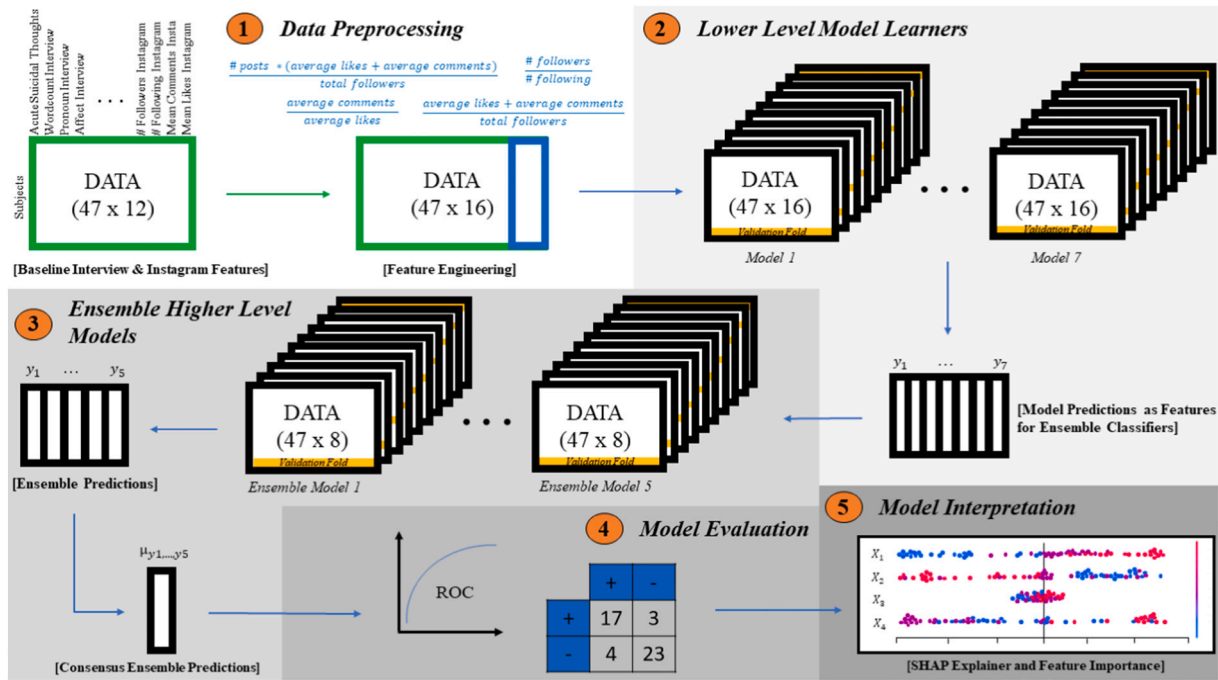 1 Data Preprocessing
Acute Suicidal Thoughts
Wordcount Interview
Pronoun Interview
Affect Interview
...
# Followers Instagram
# Following Instagram
Mean Comments Insta
Mean Likes Instagram
# posts * (average likes + average comments)
total followers
# followers
# following
average comments
average likes
average likes + average comments
total followers
Subjects
DATA
(47 x 12)
[Baseline Interview & Instagram Features]
DATA
(47 x 16)
[Feature Engineering]
2 Lower Level Model Learners
DATA
(47 x 16)
Validation Fold
Model 1
...
DATA
(47 x 16)
Validation Fold
Model 7
y1 ... y7
[Model Predictions as Features
for Ensemble Classifiers]
3 Ensemble Higher Level
Models
y1 ... y5
[Ensemble Predictions]
DATA
(47 x 8)
Validation Fold
Ensemble Model 1
...
DATA
(47 x 8)
Validation Fold
Ensemble Model 5
μy1,...,y5
[Consensus Ensemble Predictions]
4 Model Evaluation
ROC
+ -
+ 17 3
- 4 23
5 Model Interpretation
X1
X2
X3
X4
[SHAP Explainer and Feature Importance]